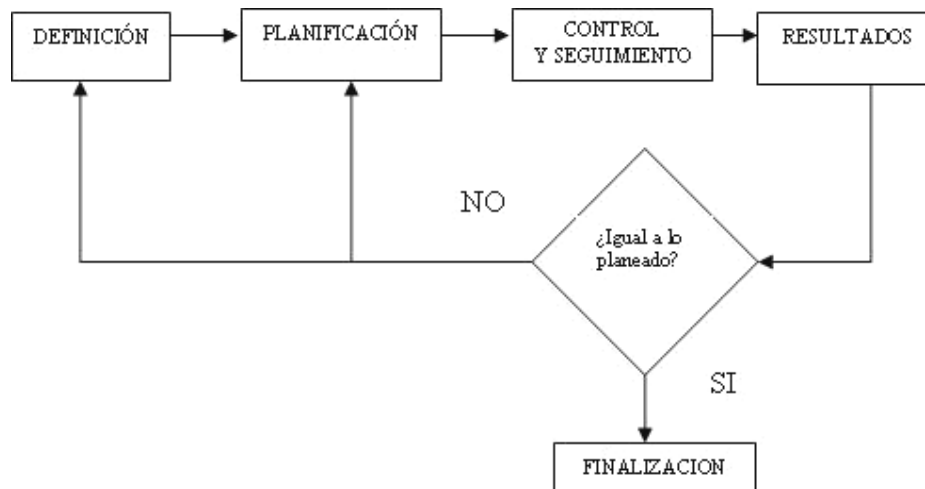 DEFINICIÓN
PLANIFICACIÓN
CONTROL
Y SEGUIMIENTO
RESULTADOS
NO
¿Igual a lo
planeado?
SI
FINALIZACION